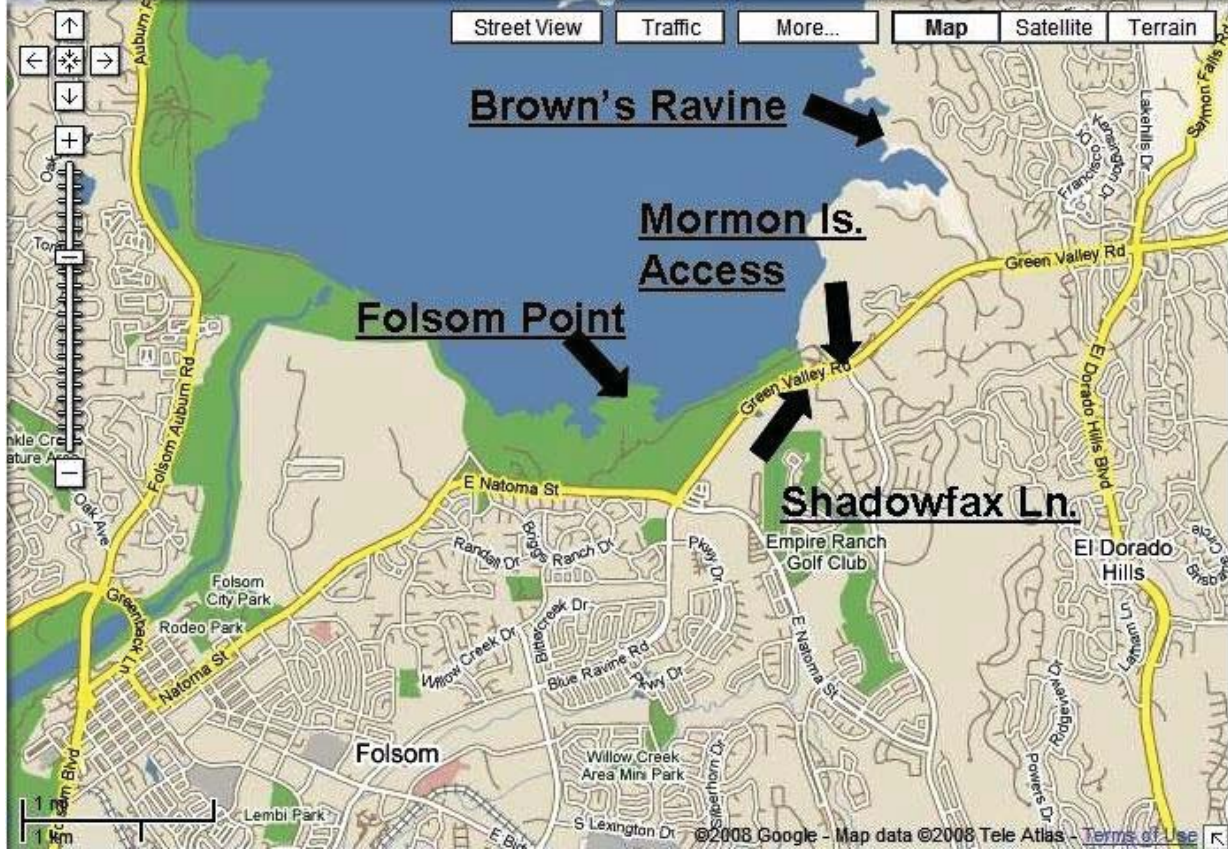 Street View
Traffic
More...
Map
Satellite
Terrain
Brown's Ravine
Mormon Is.
Access
Folsom Point
Shadowfax Ln.
Salmon Falls Rd
Lakehills Dr
Francisco Dr
Kensington Dr
Green Valley Rd
Green Valley Rd
El Dorado Hills Blvd
Folsom Auburn Rd
Oak Ave
E Natoma St
Randall Dr
Briggs
Ranch Dr
Pkwy Dr
Empire Ranch
Golf Club
El Dorado
Hills
Folsom
City Park
Rodeo Park
Greenback Ln
Natoma St
Willow Creek Dr
Bittercreek Dr
Blue Ravine Rd
Pkwy Dr
E Natoma St
Latham Ln
Ridgeview Dr
Powers Dr
Folsom
Willow Creek
Area Mini Park
Silberhorn Dr
Lembi Park
S Lexington Dr
1 km
©2008 Google - Map data ©2008 Tele Atlas - Terms of Use